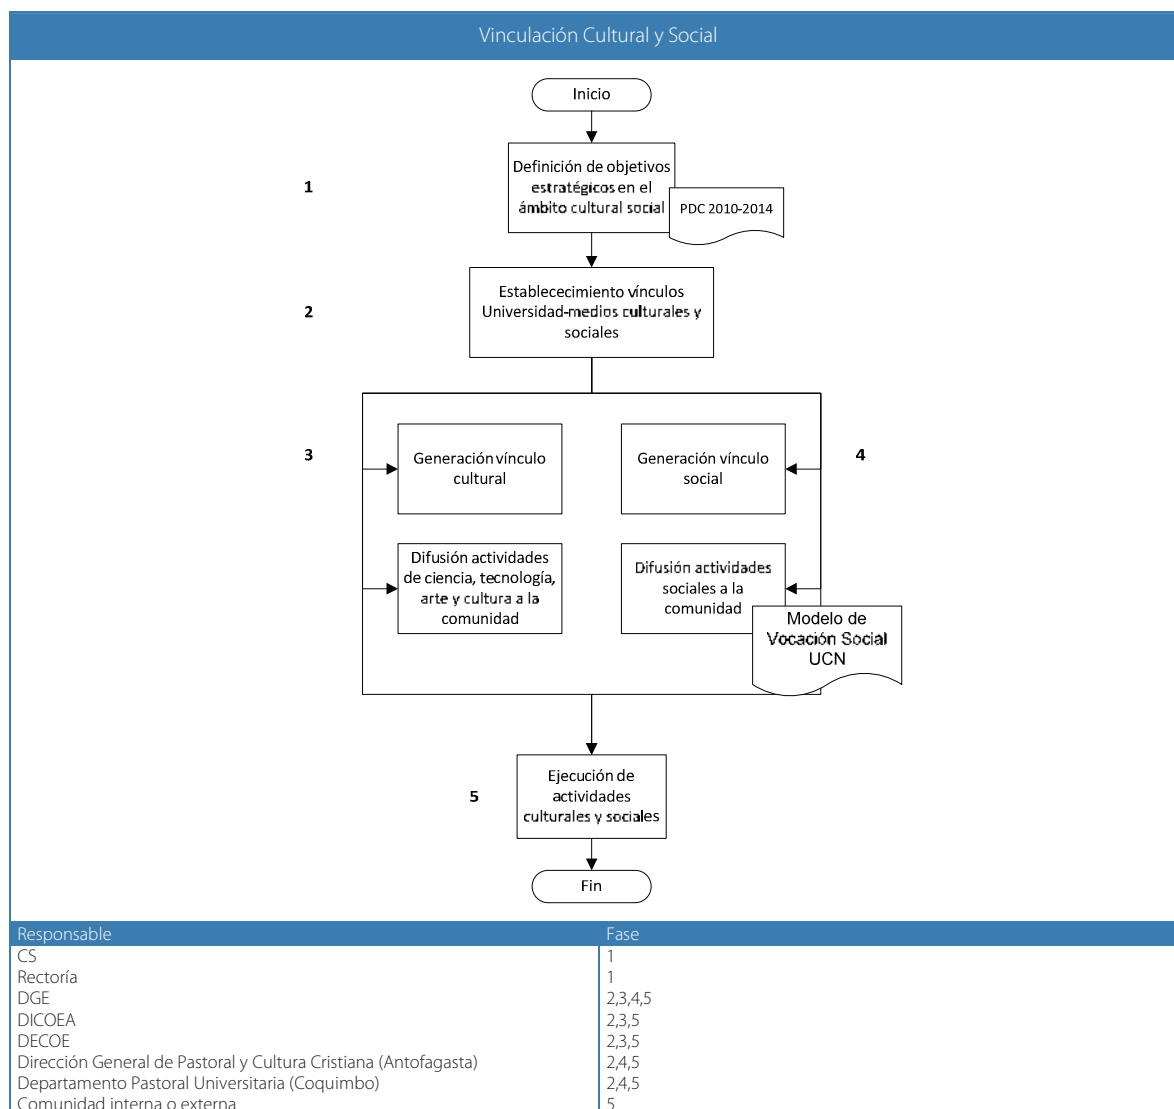 Vinculación Cultural y Social
Inicio
1
Definición de objetivos
estratégicos en el
ámbito cultural social
PDC 2010-2014
2
Establececimiento vínculos
Universidad-medios culturales y
sociales
3
Generación vínculo
cultural
Generación vínculo
social
4
Difusión actividades
de ciencia, tecnología,
arte y cultura a la
comunidad
Difusión actividades
sociales a la
comunidad
Modelo de
Vocación Social
UCN
5
Ejecución de
actividades
culturales y sociales
Fin
Responsable Fase
CS 1
Rectoría 1
DGE 2,3,4,5
DICOEA 2,3,5
DECOE 2,3,5
Dirección General de Pastoral y Cultura Cristiana (Antofagasta) 2,4,5
Departamento Pastoral Universitaria (Coquimbo) 2,4,5
Comunidad interna o externa 5